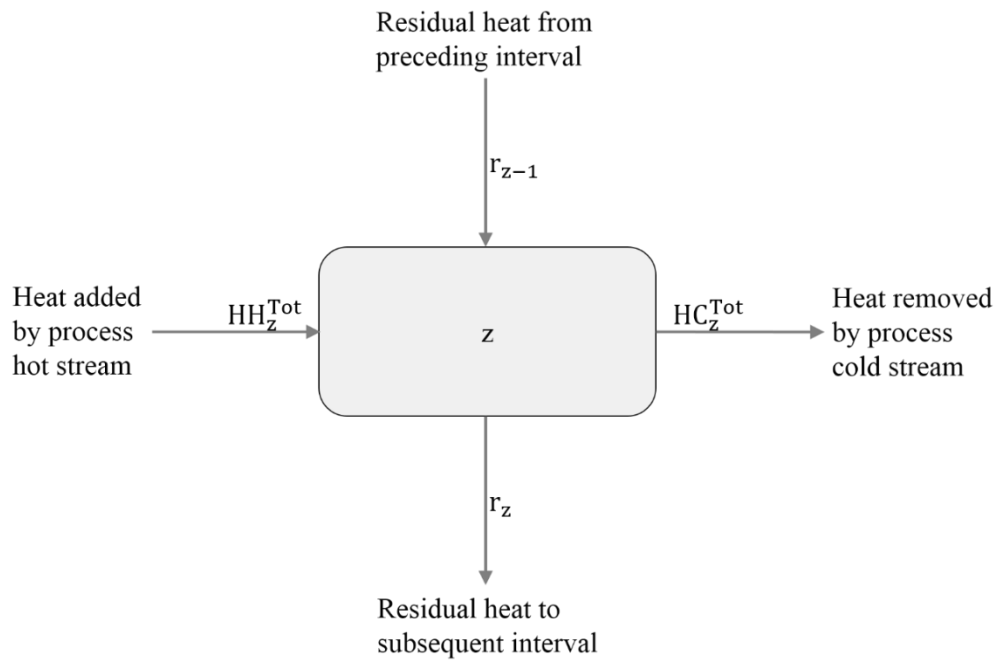 Residual heat from
preceding interval
r_{z−1}
Heat added
by process
hot stream
HH_z^{Tot}
z
HC_z^{Tot}
Heat removed
by process
cold stream
r_z
Residual heat to
subsequent interval